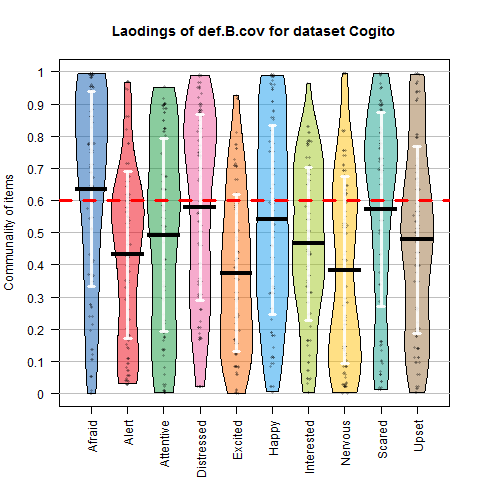 Laodings of def.B.cov for dataset Cogito
Communality of items
1
0.9
0.8
0.7
0.6
0.5
0.4
0.3
0.2
0.1
0
Afraid
Alert
Attentive
Distressed
Excited
Happy
Interested
Nervous
Scared
Upset